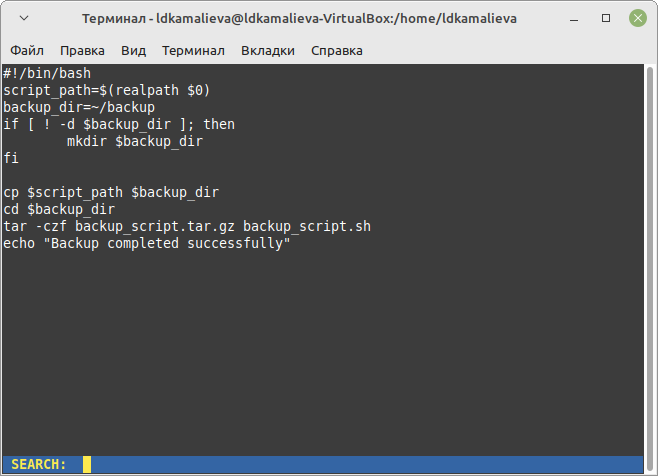 Терминал - ldkamalieva@ldkamalieva-VirtualBox:/home/ldkamalieva
Файл Правка Вид Терминал Вкладки Справка
#!/bin/bash
script_path=$(realpath $0)
backup_dir=~/backup
if [ ! -d $backup_dir ]; then
        mkdir $backup_dir
fi

cp $script_path $backup_dir
cd $backup_dir
tar -czf backup_script.tar.gz backup_script.sh
echo "Backup completed successfully"
SEARCH: